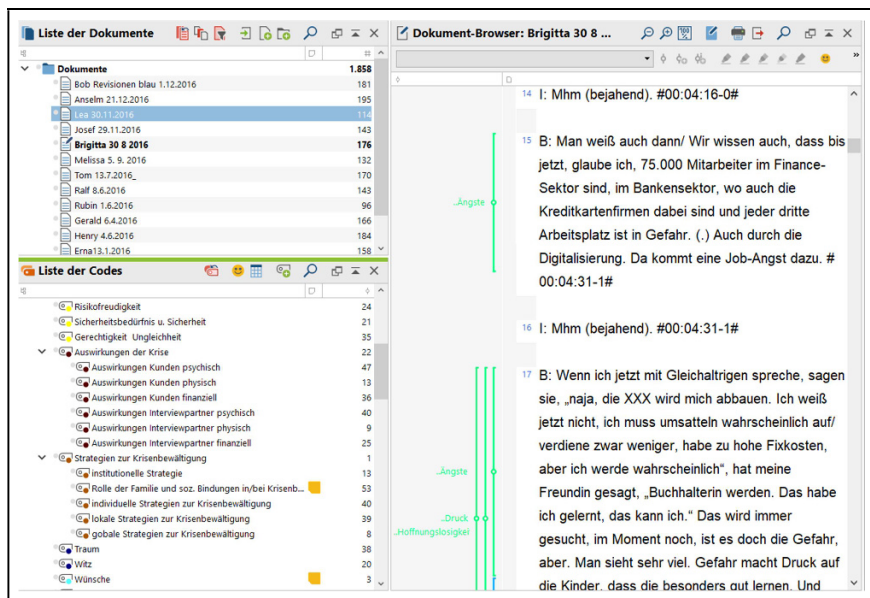 Liste der Dokumente
Dokumente 1.858
Bob Revisionen blau 1.12.2016 181
Anselm 21.12.2016 195
Lea 30.11.2016 114
Josef 29.11.2016 143
Brigitta 30 8 2016 176
Melissa 5. 9. 2016 132
Tom 13.7.2016_ 170
Ralf 8.6.2016 143
Rubin 1.6.2016 96
Gerald 6.4.2016 166
Henry 4.6.2016 184
Erna13.1.2016 158
Liste der Codes
Risikofreudigkeit 24
Sicherheitsbedürfnis u. Sicherheit 21
Gerechtigkeit Ungleichheit 35
Auswirkungen der Krise 22
Auswirkungen Kunden psychisch 47
Auswirkungen Kunden physisch 13
Auswirkungen Kunden finanziell 36
Auswirkungen Interviewpartner psychisch 40
Auswirkungen Interviewpartner physisch 9
Auswirkungen Interviewpartner finanziell 25
Strategien zur Krisenbewältigung 1
institutionelle Strategie 13
Rolle der Familie und soz. Bindungen in/bei Krisenb... 53
individuelle Strategien zur Krisenbewältigung 40
lokale Strategien zur Krisenbewältigung 39
gobale Strategien zur Krisenbewältigung 8
Traum 38
Witz 20
Wünsche 3
Dokument-Browser: Brigitta 30 8 ...
100
14 I: Mhm (bejahend). #00:04:16-0#
15 B: Man weiß auch dann/ Wir wissen auch, dass bis
jetzt, glaube ich, 75.000 Mitarbeiter im Finance-
Sektor sind, im Bankensektor, wo auch die
..Ängste
Kreditkartenfirmen dabei sind und jeder dritte
Arbeitsplatz ist in Gefahr. (.) Auch durch die
Digitalisierung. Da kommt eine Job-Angst dazu. #
00:04:31-1#
16 I: Mhm (bejahend). #00:04:31-1#
17 B: Wenn ich jetzt mit Gleichaltrigen spreche, sagen
sie, „naja, die XXX wird mich abbauen. Ich weiß
jetzt nicht, ich muss umsatteln wahrscheinlich auf/
verdiene zwar weniger, habe zu hohe Fixkosten,
..Ängste
aber ich werde wahrscheinlich“, hat meine
Freundin gesagt, „Buchhalterin werden. Das habe
..Druck
ich gelernt, das kann ich.“ Das wird immer
..Hoffnungslosigkei
gesucht, im Moment noch, ist es doch die Gefahr,
aber. Man sieht sehr viel. Gefahr macht Druck auf
die Kinder, dass die besonders gut lernen. Und